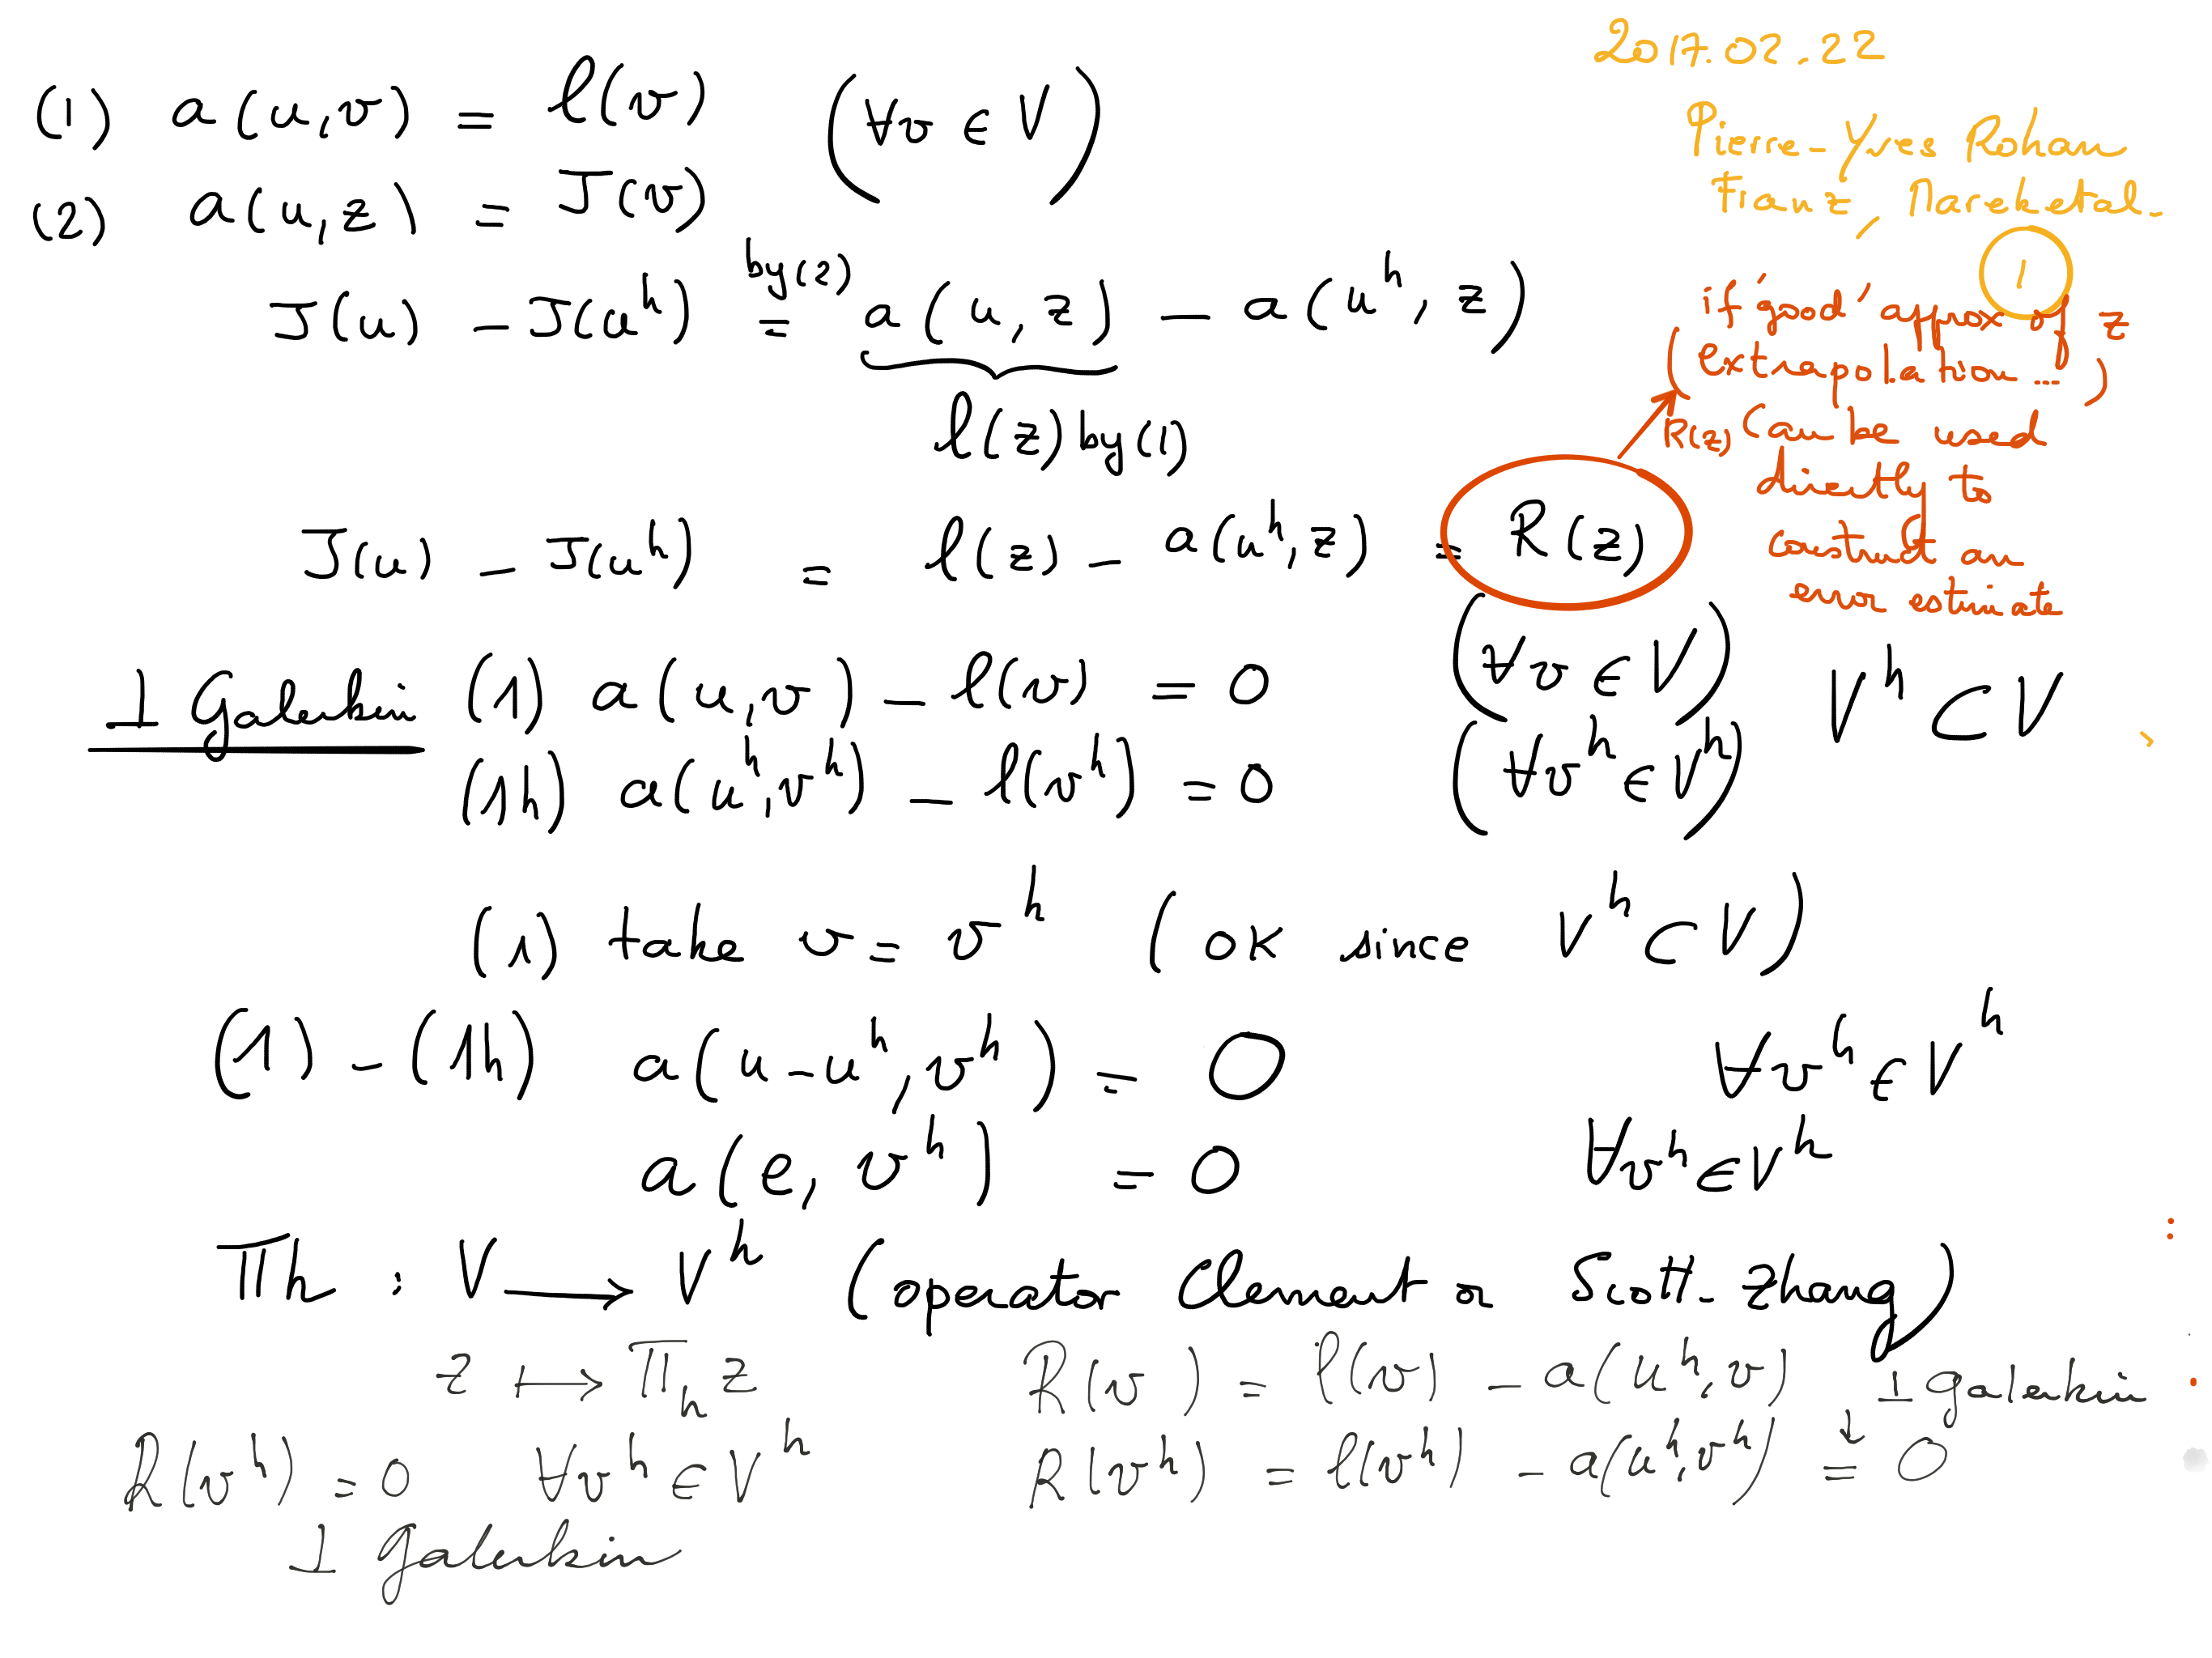 2017.02.22
Pierre-Yves Rohan
Franz, Marek et al.
1
(1) a(u,v) = l(v) (∀v ∈ V)
(2) a(u,z) = J(v)
J(u) - J(u^h) = by (2) a(u,z) - a(u^h, z)
l(z) by (1)
if 'good' approx of z
(extrapolation ...)
R(z) can be used
directly to
construct an
error estimate
J(u) - J(u^h) = l(z) - a(u^h, z) = R(z)
⊥ Galerkin (1) a(u,v) - l(v) = 0 (∀v ∈ V) V^h ⊂ V
(1h) a(u^h, v^h) - l(v^h) = 0 (∀v^h ∈ V^h)
(1) take v = v^h (ok since V^h ⊂ V)
(1) - (1h) a(u - u^h, v^h) = 0 ∀v^h ∈ V^h
a(e, v^h) = 0 ∀v^h ∈ V^h
Πh : V → V^h (operator Clement or Scott-Zhang)
z ↦ Π_h z R(v) = l(v) - a(u^h, v) ⊥ galerkin
R(v^h) = 0 ∀v^h ∈ V^h R(v^h) = l(v^h) - a(u^h, v^h) ↓ = 0
⊥ galerkin